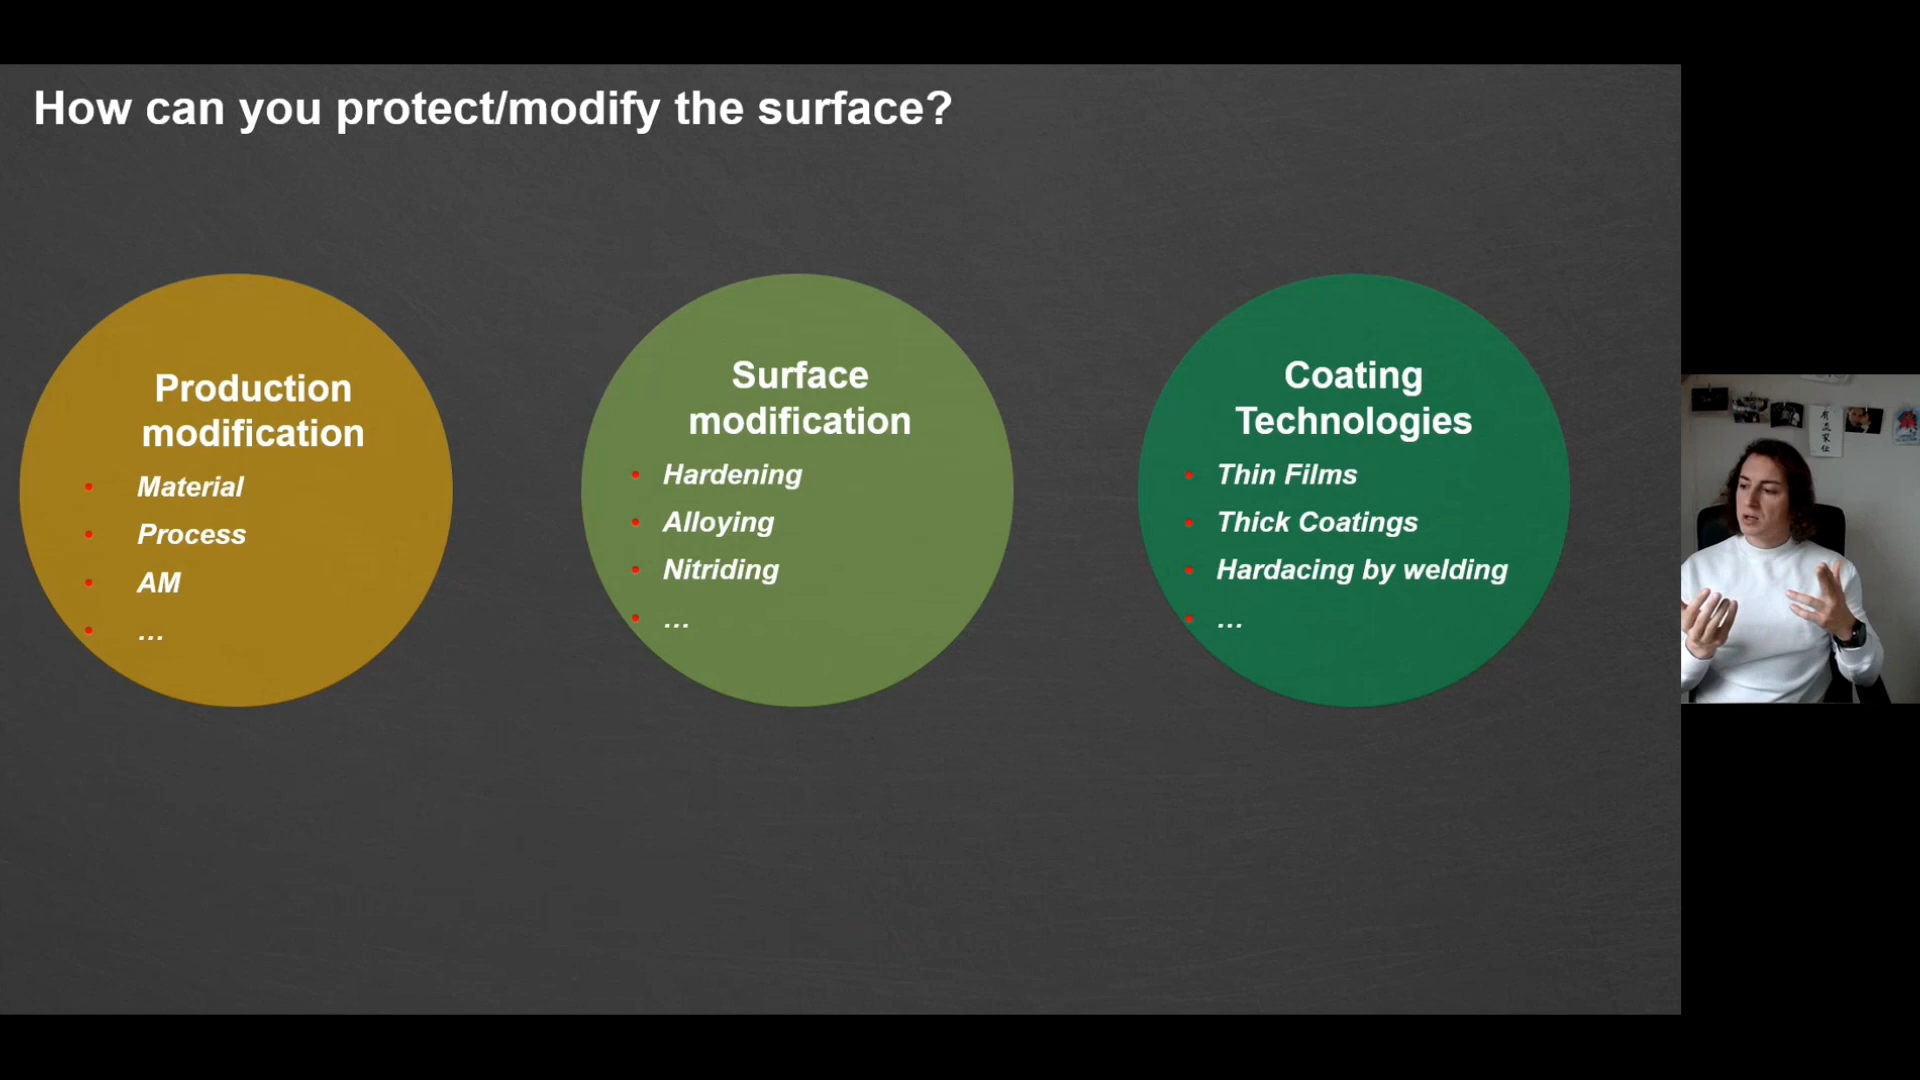 How can you protect/modify the surface?
Production
modification
• Material
• Process
• AM
• ...
Surface
modification
• Hardening
• Alloying
• Nitriding
• ...
Coating
Technologies
• Thin Films
• Thick Coatings
• Hardacing by welding
• ...